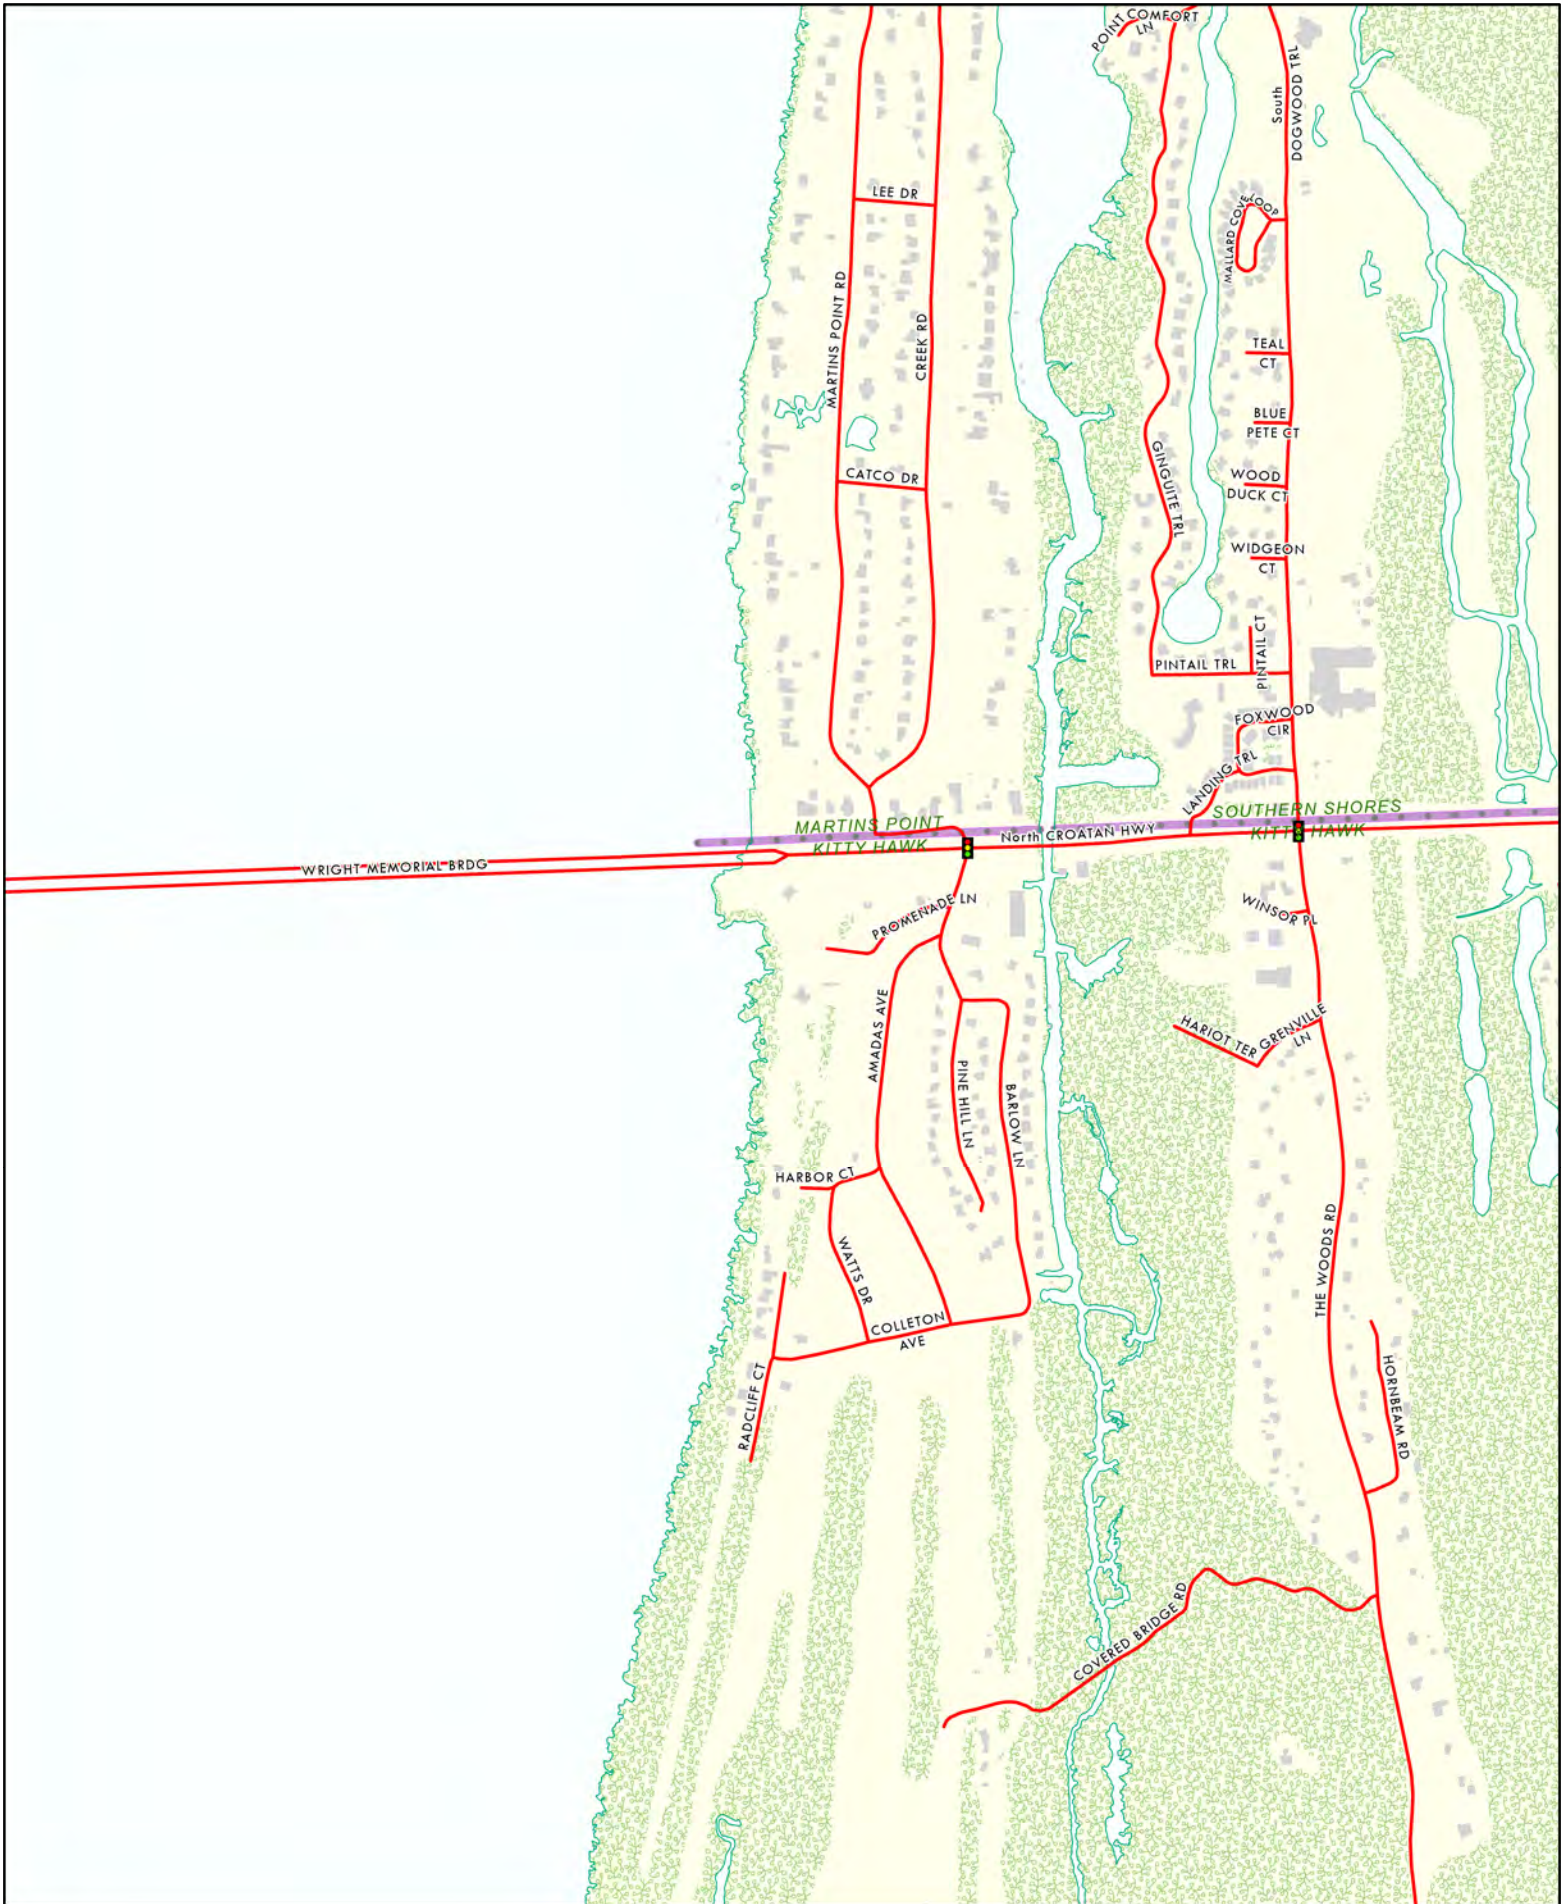 POINT COMFORT
LN
South
DOGWOOD TRL
LEE DR
MALLARD COVE LOOP
MARTINS POINT RD
CREEK RD
TEAL
CT
BLUE
PETE CT
GINGUITE TRL
CATCO DR
WOOD
DUCK CT
WIDGEON
CT
PINTAIL CT
PINTAIL TRL
FOXWOOD
CIR
LANDING TRL
SOUTHERN SHORES
KITTY HAWK
MARTINS POINT
KITTY HAWK
North CROATAN HWY
WRIGHT MEMORIAL BRDG
PROMENADE LN
WINSOR PL
AMADAS AVE
HARIOT TER
GRENVILLE
LN
PINE HILL LN
BARLOW LN
HARBOR CT
WATTS DR
THE WOODS RD
COLLETON
AVE
RADCLIFF CT
HORNBEAM RD
COVERED BRIDGE RD